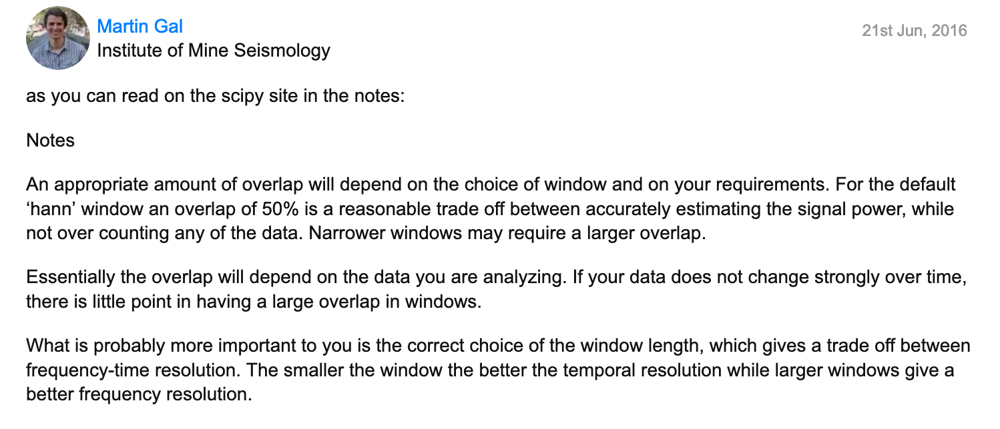 Martin Gal
21st Jun, 2016
Institute of Mine Seismology
as you can read on the scipy site in the notes:
Notes
An appropriate amount of overlap will depend on the choice of window and on your requirements. For the default
‘hann’ window an overlap of 50% is a reasonable trade off between accurately estimating the signal power, while
not over counting any of the data. Narrower windows may require a larger overlap.
Essentially the overlap will depend on the data you are analyzing. If your data does not change strongly over time,
there is little point in having a large overlap in windows.
What is probably more important to you is the correct choice of the window length, which gives a trade off between
frequency-time resolution. The smaller the window the better the temporal resolution while larger windows give a
better frequency resolution.